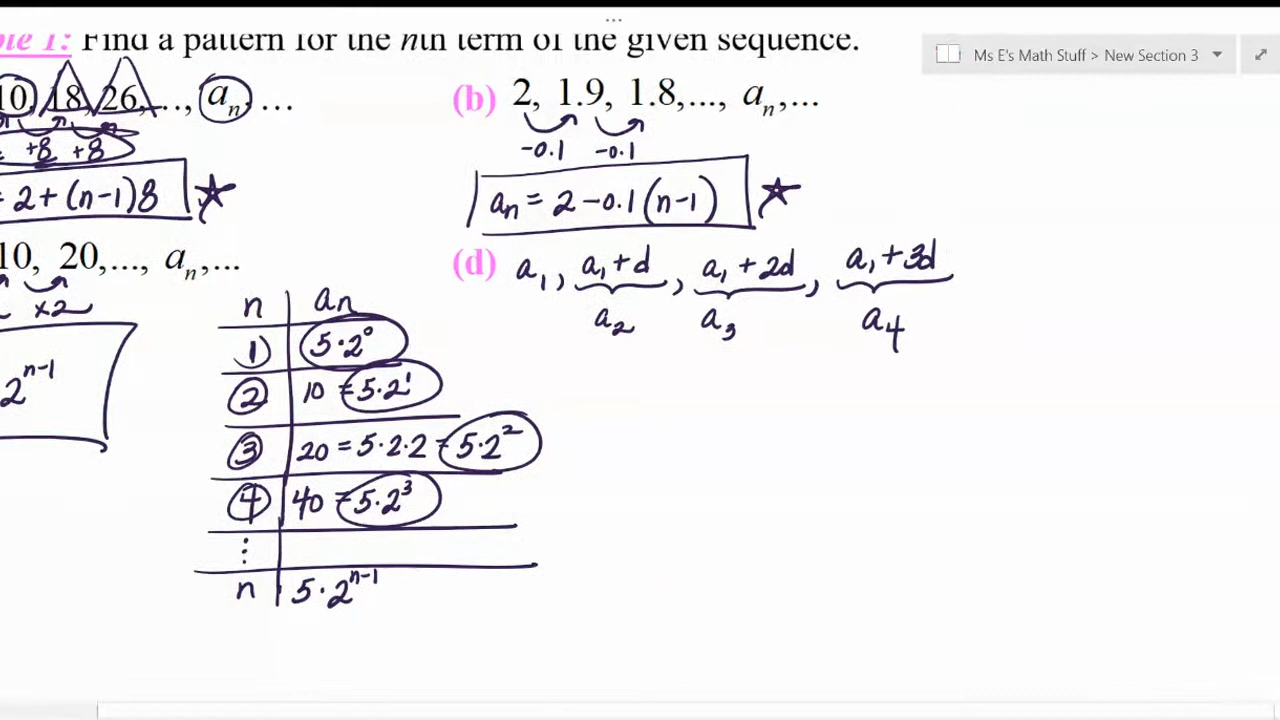 ...
ple 1: Find a pattern for the nth term of the given sequence.
Ms E's Math Stuff > New Section 3
10, 18, 26, ..., aₙ, ...
+8 +8
= 2 + (n-1)8
(b) 2, 1.9, 1.8,..., aₙ,...
-0.1 -0.1
aₙ = 2 - 0.1(n-1)
10, 20,..., aₙ,...
×2
2ⁿ⁻¹
n | aₙ
1 | 5·2⁰
2 | 10 = 5·2¹
3 | 20 = 5·2·2 = 5·2²
4 | 40 = 5·2³
⋮
n | 5·2ⁿ⁻¹
(d) a₁, a₁+d, a₁+2d, a₁+3d
a₂ a₃ a₄